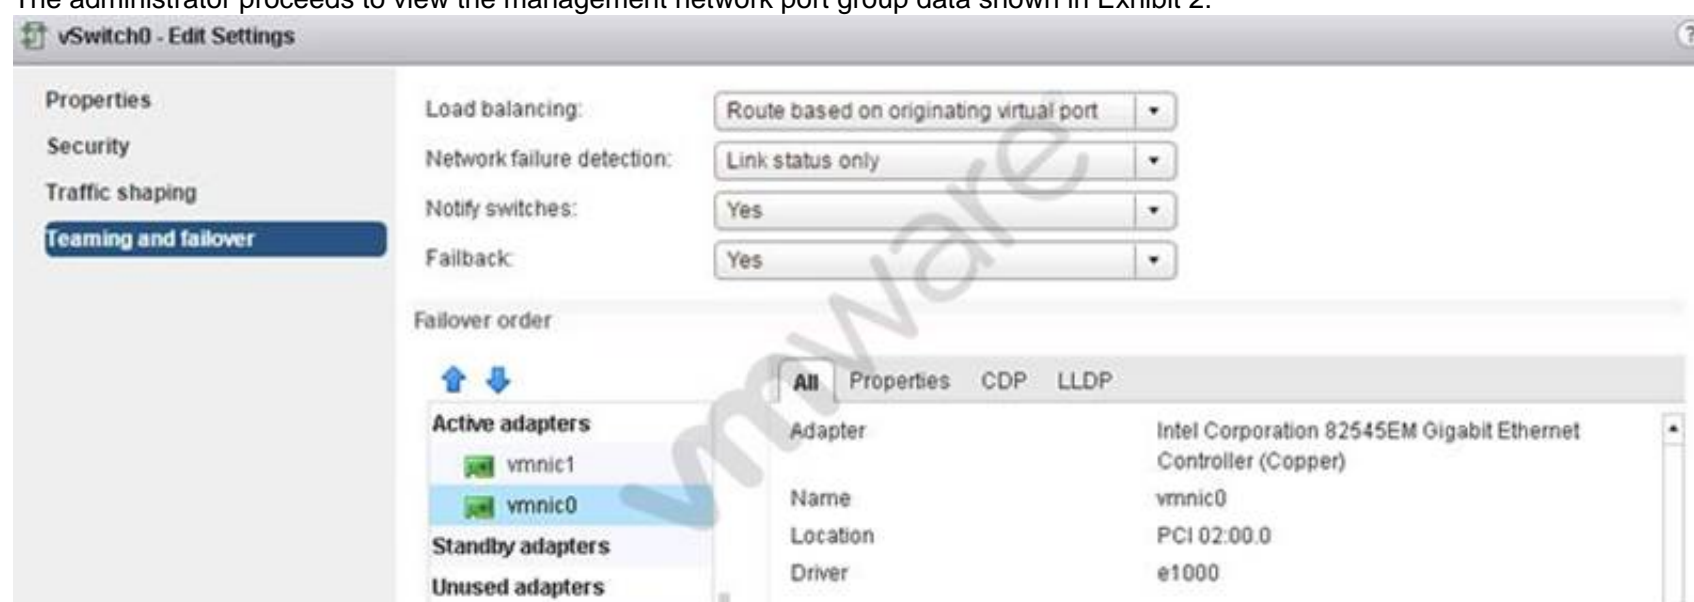 The administrator proceeds to view the management network port group data shown in Exhibit 2.
vSwitch0 - Edit Settings
?
Properties
Security
Traffic shaping
Teaming and failover
Load balancing:
Route based on originating virtual port
Network failure detection:
Link status only
Notify switches:
Yes
Failback:
Yes
Failover order
Active adapters
vmnic1
vmnic0
Standby adapters
Unused adapters
All Properties CDP LLDP
Adapter
Intel Corporation 82545EM Gigabit Ethernet
Controller (Copper)
Name
vmnic0
Location
PCI 02:00.0
Driver
e1000
vmware